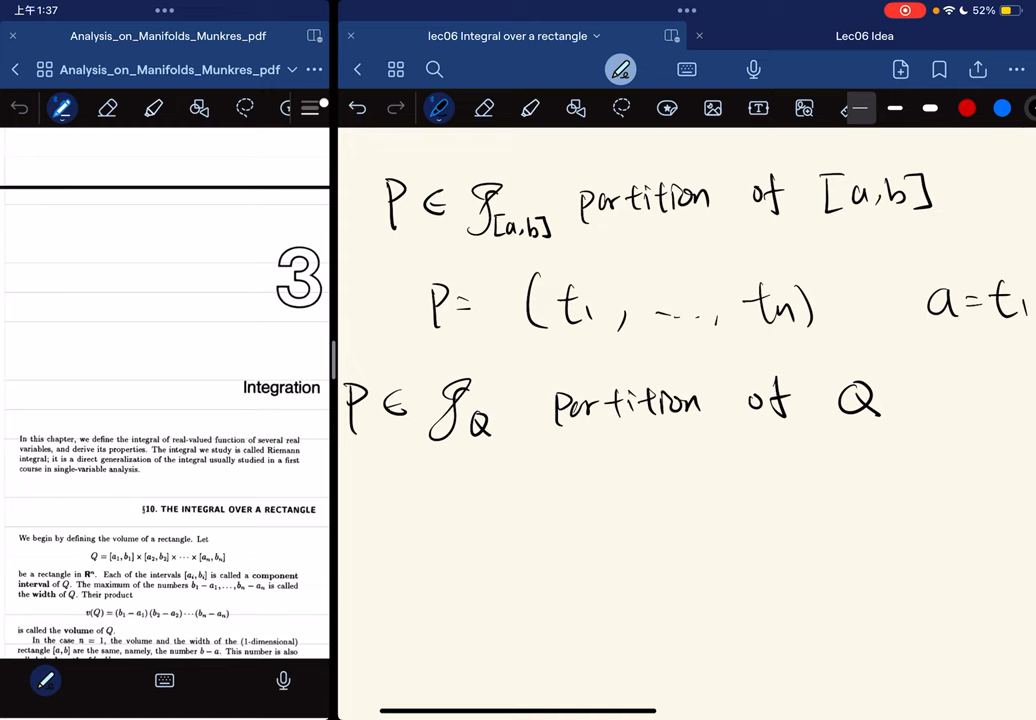 上午1:37
52%
Analysis_on_Manifolds_Munkres_pdf
Analysis_on_Manifolds_Munkres_pdf
3
Integration
In this chapter, we define the integral of real-valued function of several real
variables, and derive its properties. The integral we study is called Riemann
integral; it is a direct generalization of the integral usually studied in a first
course in single-variable analysis.
§10. THE INTEGRAL OVER A RECTANGLE
We begin by defining the volume of a rectangle. Let
Q = [a₁, b₁] × [a₂, b₂] × ··· × [aₙ, bₙ]
be a rectangle in Rⁿ. Each of the intervals [aᵢ, bᵢ] is called a component
interval of Q. The maximum of the numbers b₁ − a₁, . . . , bₙ − aₙ is called
the width of Q. Their product
v(Q) = (b₁ − a₁)(b₂ − a₂) ··· (bₙ − aₙ)
is called the volume of Q.
In the case n = 1, the volume and the width of the (1-dimensional)
rectangle [a, b] are the same, namely, the number b − a. This number is also
lec06 Integral over a rectangle
Lec06 Idea
P ∈ 𝒫[a,b] partition of [a,b]
P = (t₁, ..., tₙ) a = t₁
P ∈ 𝒫Q partition of Q